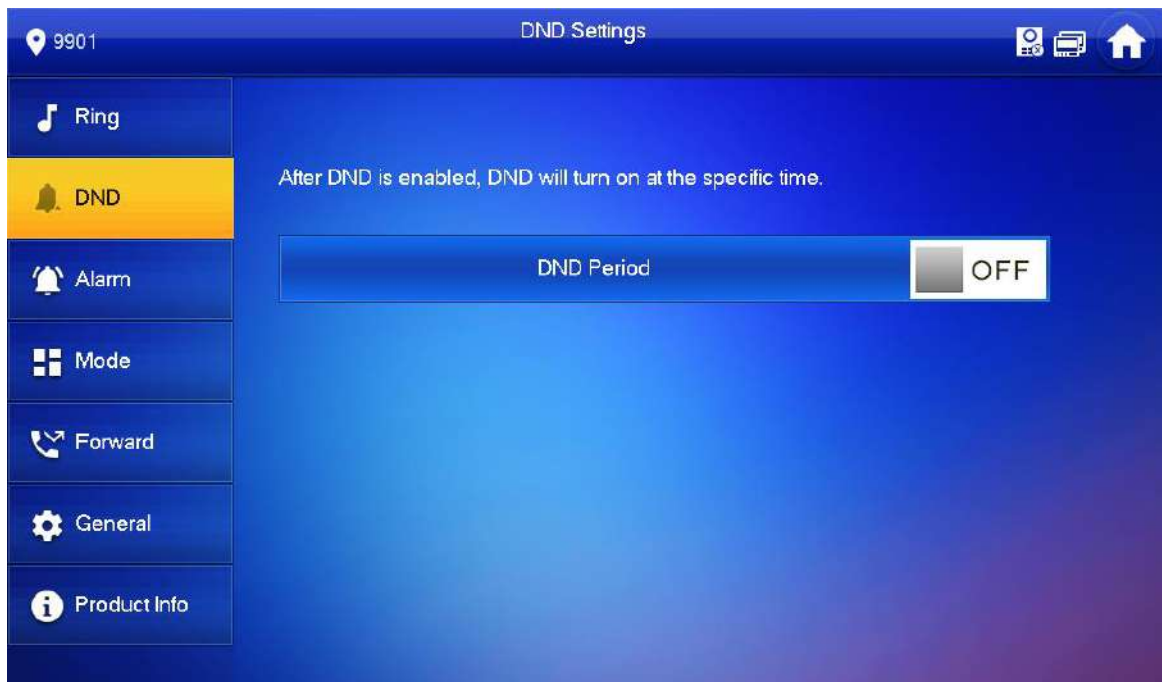 9901
DND Settings
Ring
DND
Alarm
Mode
Forward
General
Product Info
After DND is enabled, DND will turn on at the specific time.
DND Period
OFF